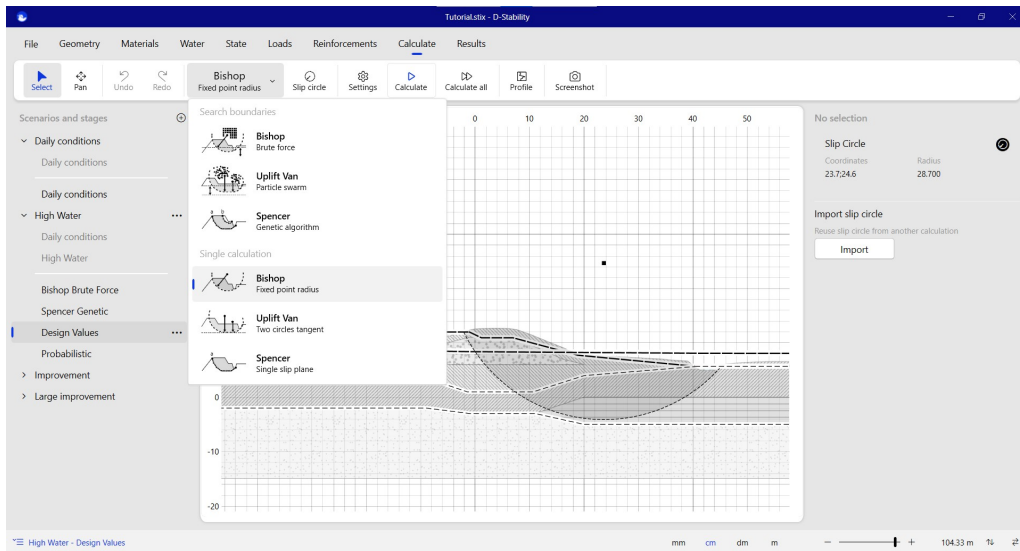 Tutorial.stix - D-Stability
File Geometry Materials Water State Loads Reinforcements Calculate Results
Select Pan Undo Redo
Bishop
Fixed point radius
Slip circle Settings Calculate Calculate all Profile Screenshot
Scenarios and stages
Daily conditions
Daily conditions
Daily conditions
High Water
Daily conditions
High Water
Bishop Brute Force
Spencer Genetic
Design Values
Probabilistic
Improvement
Large improvement
Search boundaries
Bishop
Brute force
Uplift Van
Particle swarm
Spencer
Genetic algorithm
Single calculation
Bishop
Fixed point radius
Uplift Van
Two circles tangent
Spencer
Single slip plane
0 10 20 30 40 50
0
-10
-20
No selection
Slip Circle
Coordinates Radius
23.7;24.6 28.700
Import slip circle
Reuse slip circle from another calculation
Import
High Water - Design Values
mm cm dm m
104.33 m